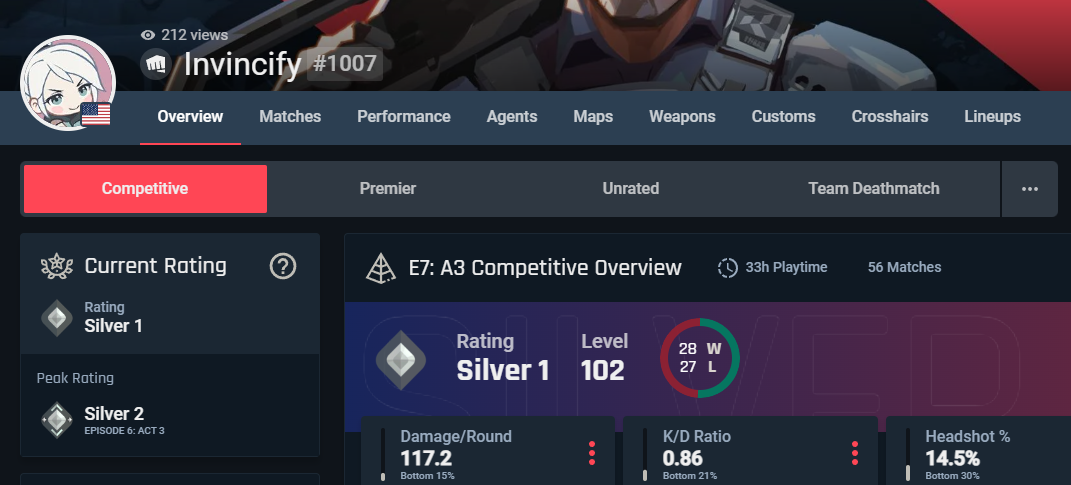 212 views
Invincify #1007
Overview Matches Performance Agents Maps Weapons Customs Crosshairs Lineups
Competitive Premier Unrated Team Deathmatch ...
Current Rating ?
Rating
Silver 1
Peak Rating
Silver 2
EPISODE 6: ACT 3
E7: A3 Competitive Overview 33h Playtime 56 Matches
SILVER
Rating
Silver 1
Level
102
28 W
27 L
Damage/Round
117.2
Bottom 15%
K/D Ratio
0.86
Bottom 21%
Headshot %
14.5%
Bottom 30%